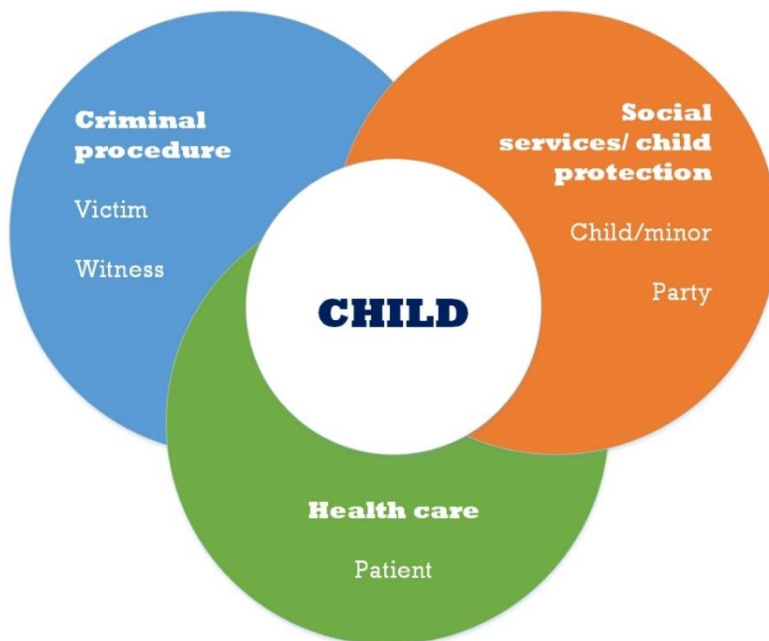 Criminal
procedure
Victim
Witness
Social
services/ child
protection
Child/minor
Party
CHILD
Health care
Patient